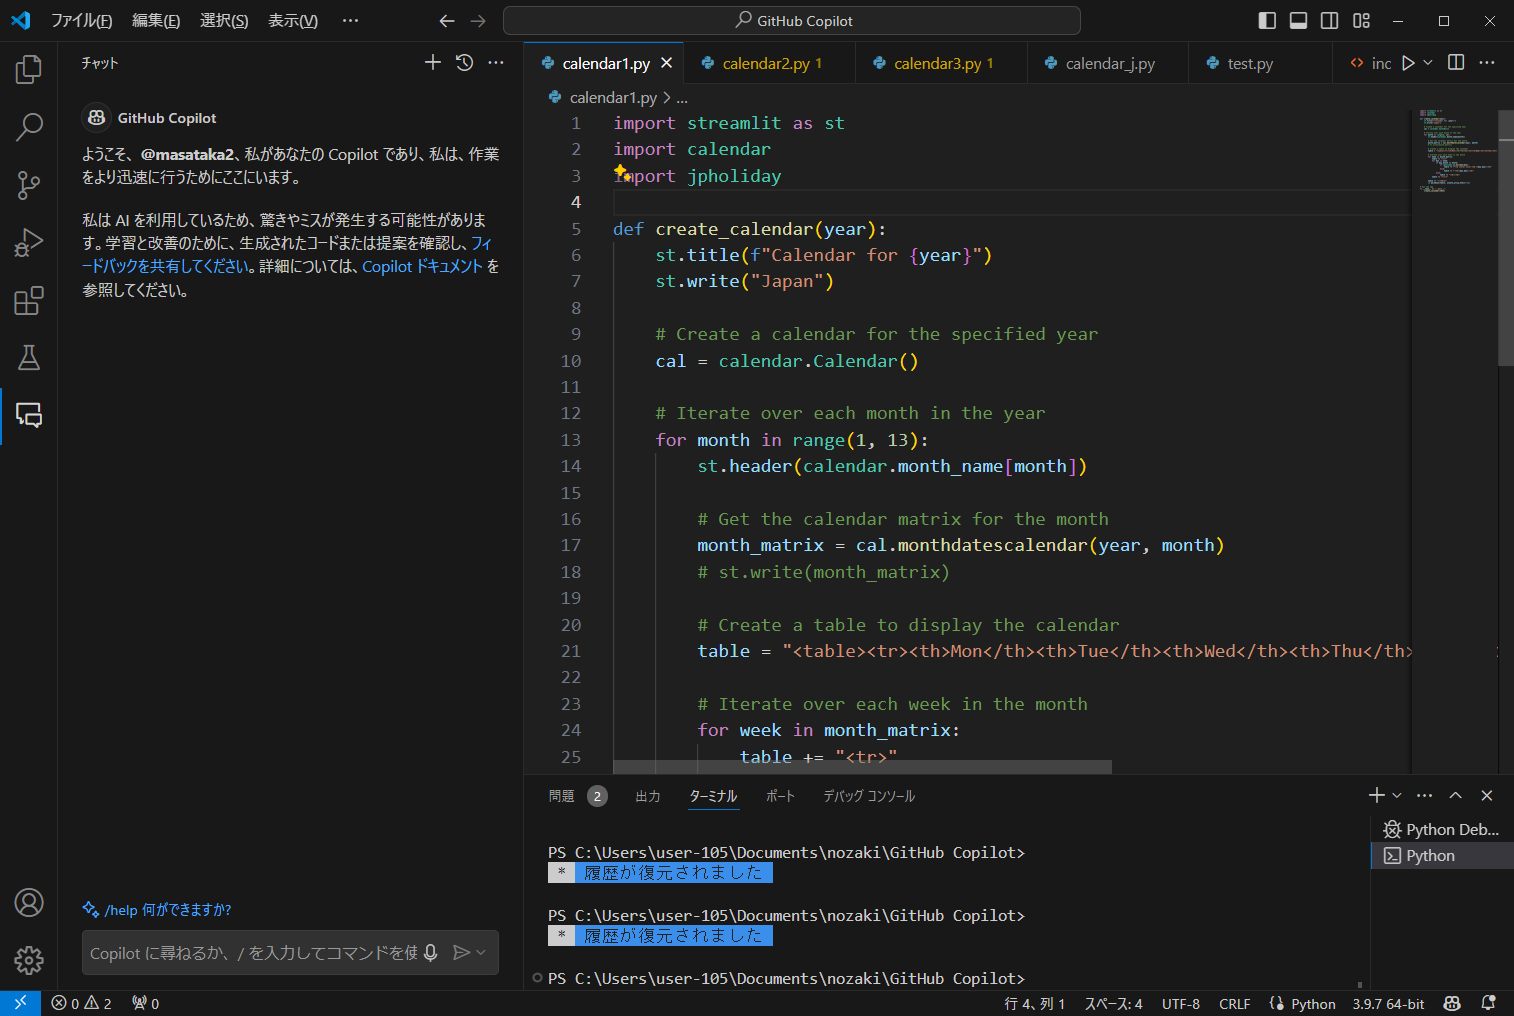 ファイル(F) 編集(E) 選択(S) 表示(V) ···
GitHub Copilot
チャット
GitHub Copilot
ようこそ、@masataka2、私があなたの Copilot であり、私は、作業
をより迅速に行うためにここにいます。
私は AI を利用しているため、驚きやミスが発生する可能性がありま
す。学習と改善のために、生成されたコードまたは提案を確認し、フィ
ードバックを共有してください。詳細については、Copilot ドキュメント を
参照してください。
/help 何ができますか?
Copilot に尋ねるか、/ を入力してコマンドを使
calendar1.py
calendar2.py 1
calendar3.py 1
calendar_j.py
test.py
inc
calendar1.py > ...
1 import streamlit as st
2 import calendar
3 import jpholiday
4
5 def create_calendar(year):
6 st.title(f"Calendar for {year}")
7 st.write("Japan")
8
9 # Create a calendar for the specified year
10 cal = calendar.Calendar()
11
12 # Iterate over each month in the year
13 for month in range(1, 13):
14 st.header(calendar.month_name[month])
15
16 # Get the calendar matrix for the month
17 month_matrix = cal.monthdatescalendar(year, month)
18 # st.write(month_matrix)
19
20 # Create a table to display the calendar
21 table = "<table><tr><th>Mon</th><th>Tue</th><th>Wed</th><th>Thu</th>
22
23 # Iterate over each week in the month
24 for week in month_matrix:
25 table += "<tr>"
問題 2 出力 ターミナル ポート デバッグ コンソール
PS C:\Users\user-105\Documents\nozaki\GitHub Copilot>
* 履歴が復元されました
PS C:\Users\user-105\Documents\nozaki\GitHub Copilot>
* 履歴が復元されました
PS C:\Users\user-105\Documents\nozaki\GitHub Copilot>
Python Deb...
Python
0 2 0
行 4、列 1 スペース: 4 UTF-8 CRLF Python 3.9.7 64-bit